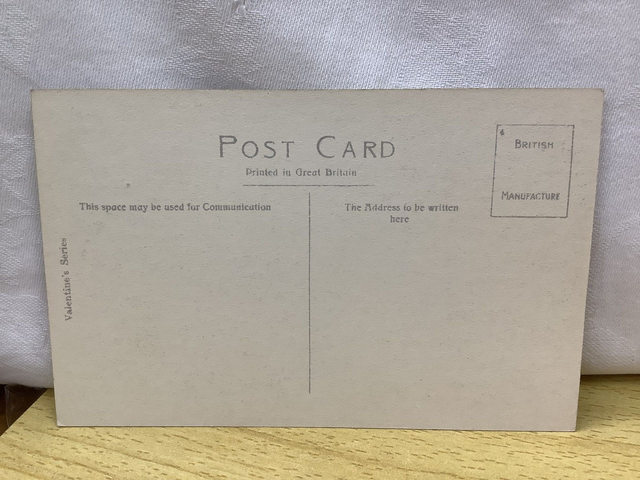 POST CARD
Printed in Great Britain
BRITISH
MANUFACTURE
This space may be used for Communication
The Address to be written
here
Valentine's Series